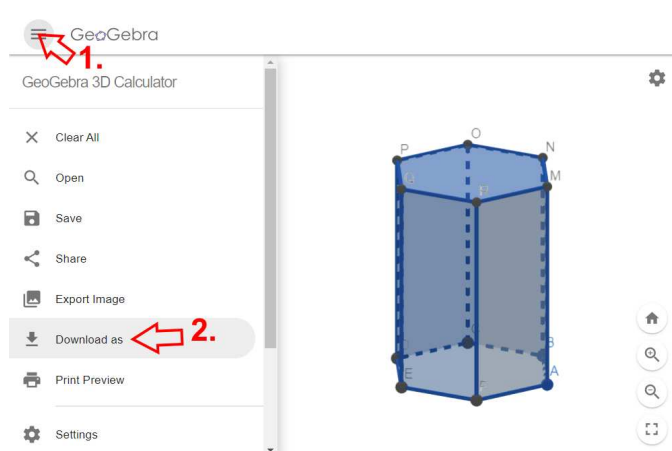 GeoGebra
1.
GeoGebra 3D Calculator
Clear All
Open
Save
Share
Export Image
Download as
2.
Print Preview
Settings
O
P
N
M
B
A
E